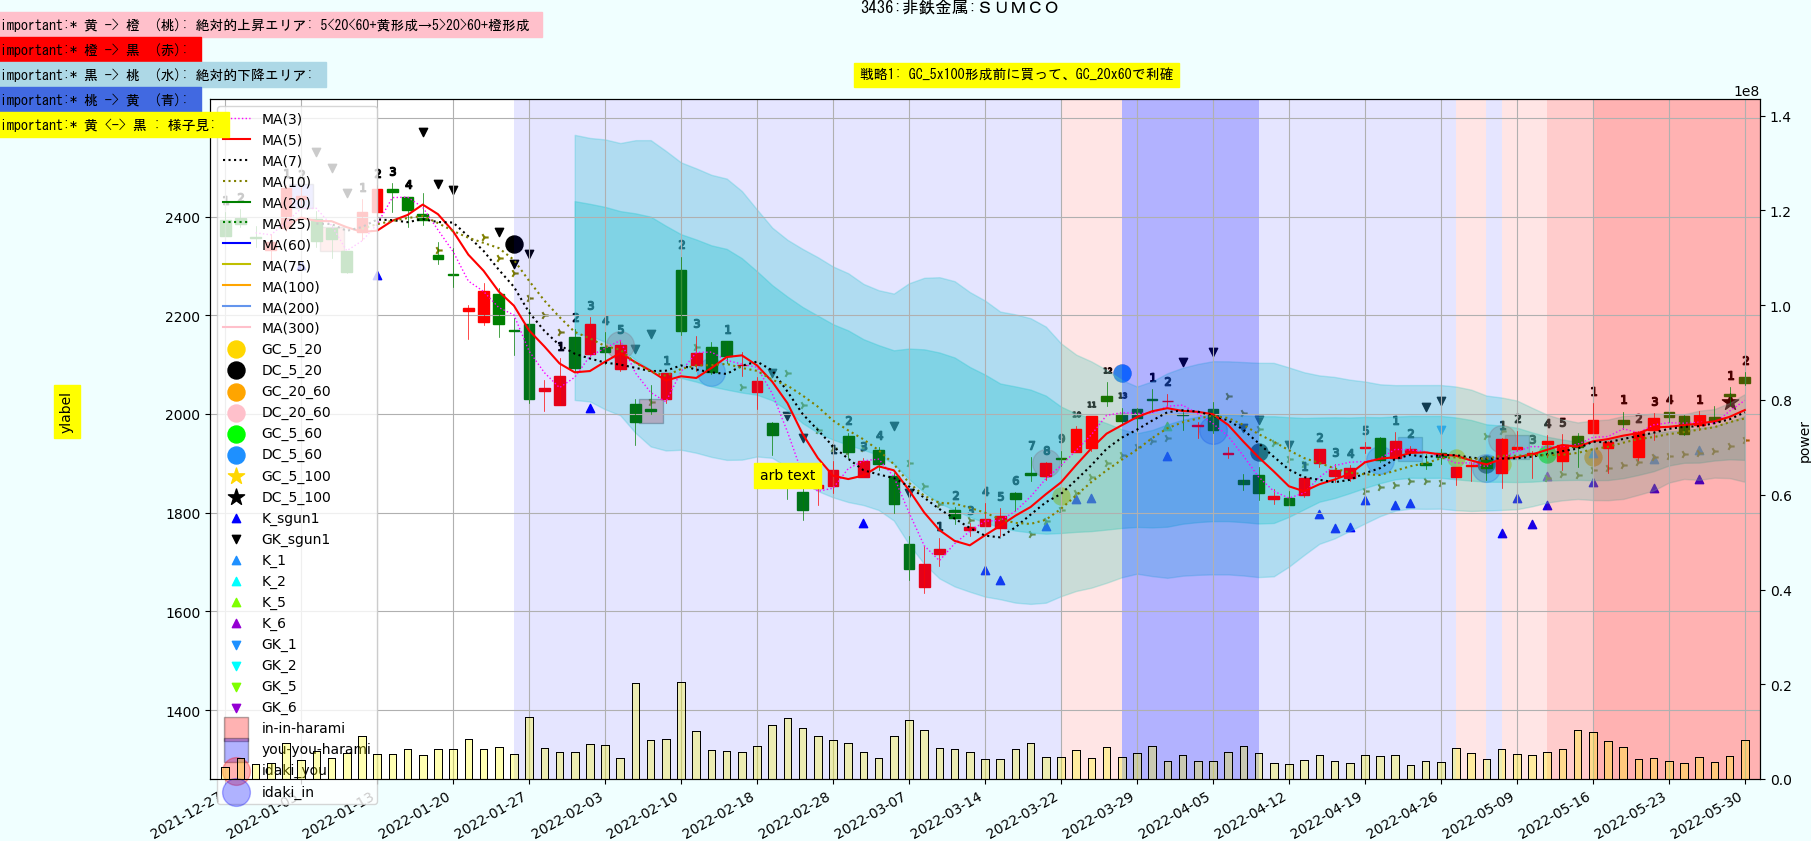 3436:非鉄金属:ＳＵＭＣＯ
important:* 黄 -> 橙 （桃）: 絶対的上昇エリア: 5<20<60+黄形成→5>20>60+橙形成
important:* 橙 -> 黒 （赤）:
important:* 黒 -> 桃 （水）: 絶対的下降エリア:
戦略1: GC_5x100形成前に買って、GC_20x60で利確
important:* 桃 -> 黄 （青）:
important:* 黄 <-> 黒 : 様子見:
1e8
MA(3)
MA(5)
MA(7)
MA(10)
MA(20)
MA(25)
MA(60)
MA(75)
MA(100)
MA(200)
MA(300)
GC_5_20
DC_5_20
GC_20_60
DC_20_60
GC_5_60
DC_5_60
GC_5_100
DC_5_100
K_sgun1
GK_sgun1
K_1
K_2
K_5
K_6
GK_1
GK_2
GK_5
GK_6
in-in-harami
you-you-harami
idaki_you
idaki_in
2400
2200
2000
1800
1600
1400
ylabel
arb text
1.4
1.2
1.0
0.8
0.6
0.4
0.2
0.0
power
2021-12-27
2022-01-13
2022-01-20
2022-01-27
2022-02-03
2022-02-10
2022-02-18
2022-02-28
2022-03-07
2022-03-14
2022-03-22
2022-03-29
2022-04-05
2022-04-12
2022-04-19
2022-04-26
2022-05-09
2022-05-16
2022-05-23
2022-05-30